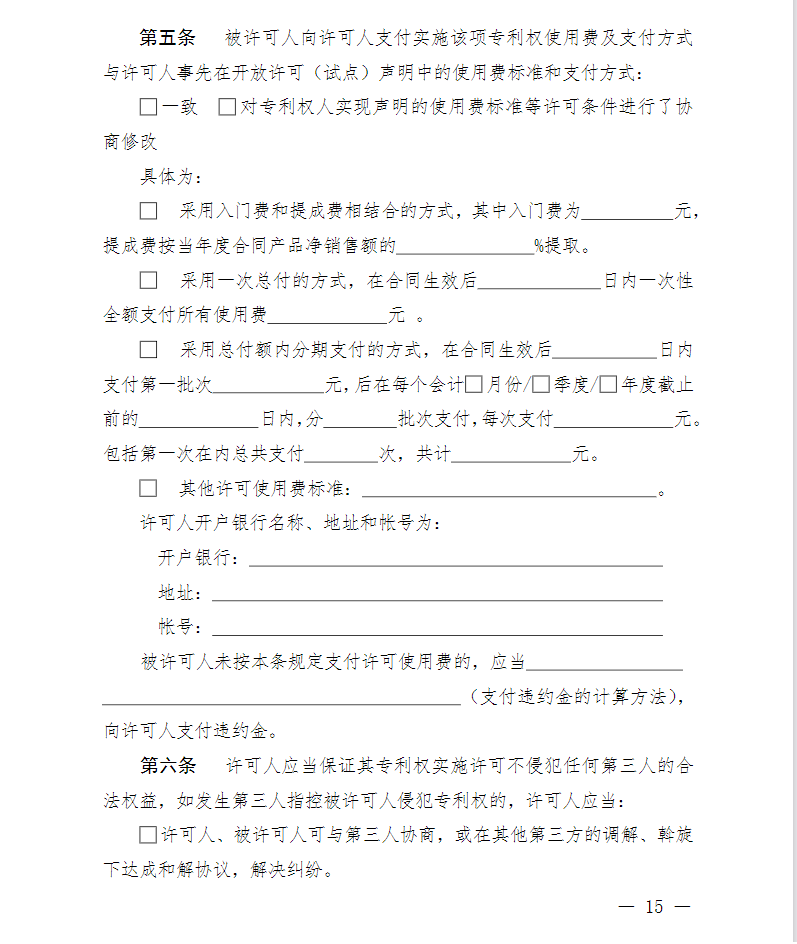 第五条 被许可人向许可人支付实施该项专利权使用费及支付方式
与许可人事先在开放许可（试点）声明中的使用费标准和支付方式：
□一致 □对专利权人实现声明的使用费标准等许可条件进行了协
商修改
具体为：
□ 采用入门费和提成费相结合的方式，其中入门费为__________元，
提成费按当年度合同产品净销售额的_______________%提取。
□ 采用一次总付的方式，在合同生效后_____________日内一次性
全额支付所有使用费_____________元 。
□ 采用总付额内分期支付的方式，在合同生效后___________日内
支付第一批次____________元，后在每个会计□月份/□季度/□年度截止
前的_____________日内，分________批次支付，每次支付_____________元。
包括第一次在内总共支付________次，共计_____________元。
□ 其他许可使用费标准：________________________________。
许可人开户银行名称、地址和帐号为：
开户银行：_____________________________________________
地址：_________________________________________________
帐号：_________________________________________________
被许可人未按本条规定支付许可使用费的，应当_________________
_______________________________________（支付违约金的计算方法），
向许可人支付违约金。
第六条 许可人应当保证其专利权实施许可不侵犯任何第三人的合
法权益，如发生第三人指控被许可人侵犯专利权的，许可人应当：
□许可人、被许可人可与第三人协商，或在其他第三方的调解、斡旋
下达成和解协议，解决纠纷。
— 15 —